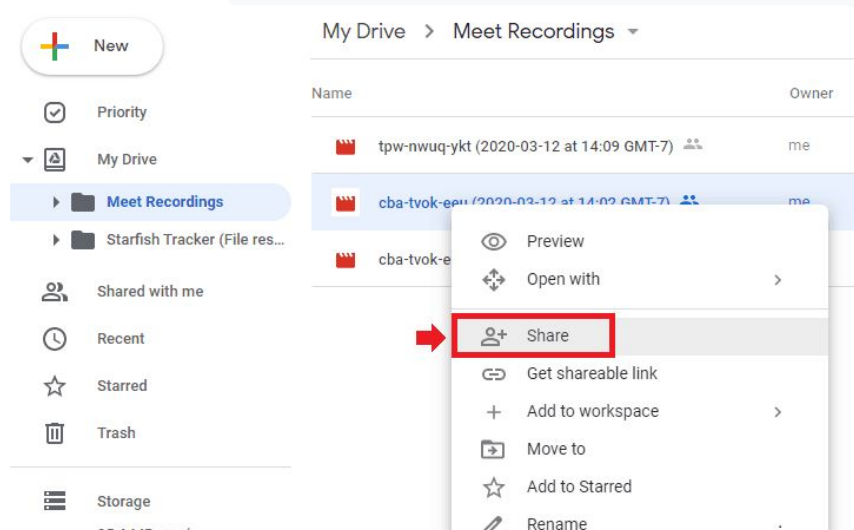 New
Priority
My Drive
Meet Recordings
Starfish Tracker (File res...
Shared with me
Recent
Starred
Trash
Storage
My Drive > Meet Recordings
Name Owner
tpw-nwuq-ykt (2020-03-12 at 14:09 GMT-7) me
cba-tvok-eeu (2020-03-12 at 14:02 GMT-7) me
cba-tvok-e
Preview
Open with
Share
Get shareable link
Add to workspace
Move to
Add to Starred
Rename